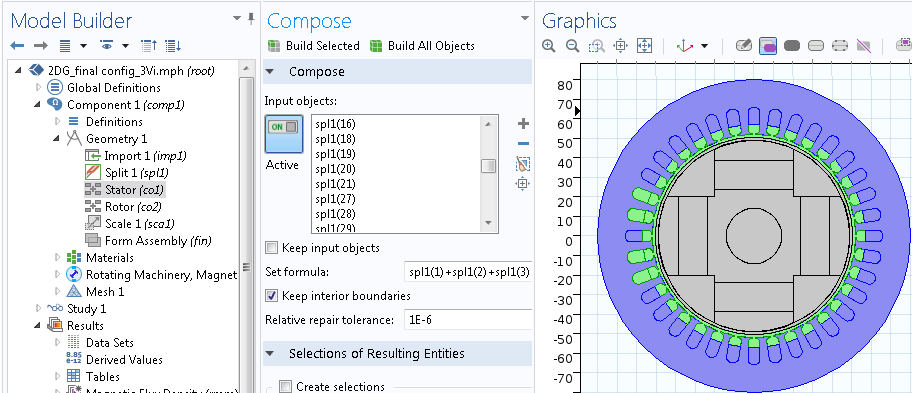 Model Builder
2DG_final config_3Vi.mph (root)
Global Definitions
Component 1 (comp1)
Definitions
Geometry 1
Import 1 (imp1)
Split 1 (spl1)
Stator (co1)
Rotor (co2)
Scale 1 (sca1)
Form Assembly (fin)
Materials
Rotating Machinery, Magnet
Mesh 1
Study 1
Results
Data Sets
8.85
e-12
Derived Values
Tables
Compose
Build Selected
Build All Objects
Compose
Input objects:
ON
Active
spl1(16)
spl1(18)
spl1(19)
spl1(20)
spl1(21)
spl1(27)
spl1(28)
spl1(29)
Keep input objects
Set formula:
spl1(1)+spl1(2)+spl1(3)
Keep interior boundaries
Relative repair tolerance:
1E-6
Selections of Resulting Entities
Create selections
Graphics
80
70
60
50
40
30
20
10
0
-10
-20
-30
-40
-50
-60
-70